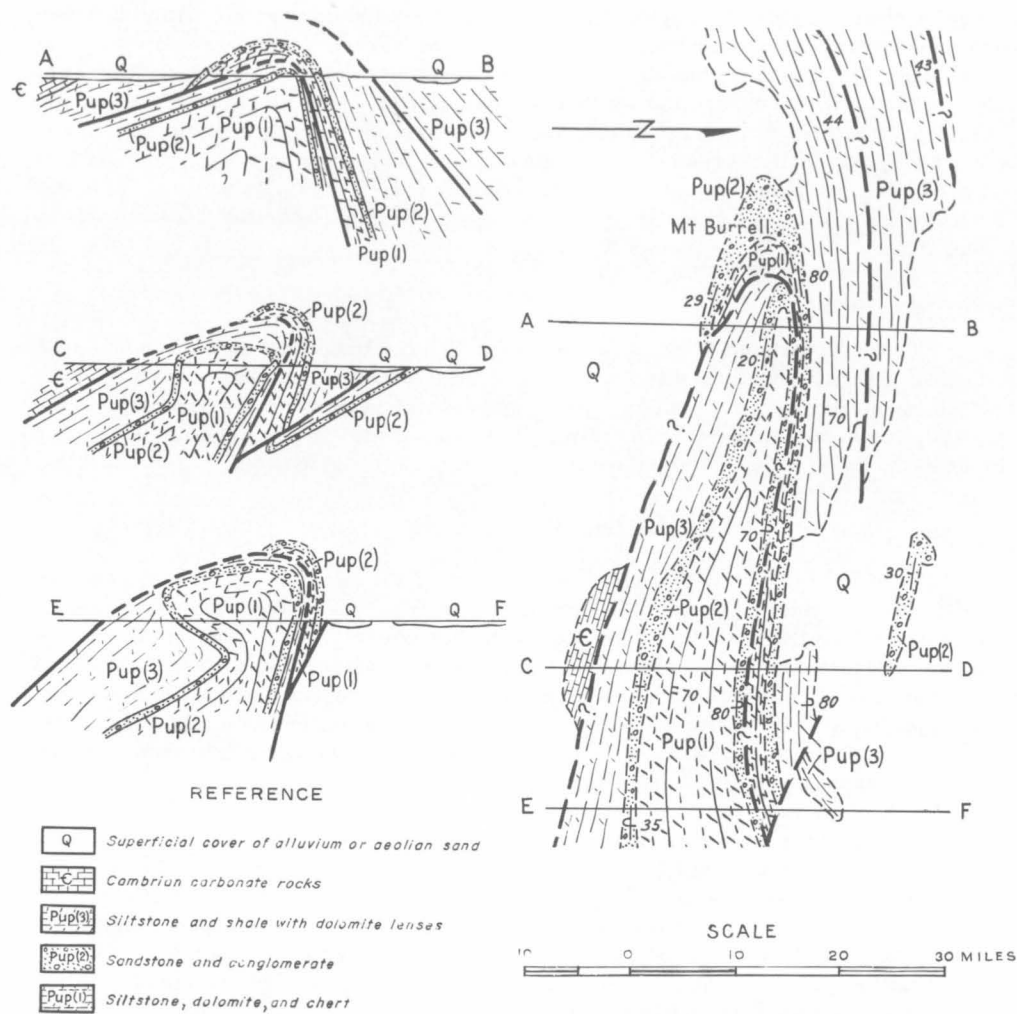 A Q Q B
Є Pup(3) Pup(1) Pup(3)
Pup(2)
Pup(2)
Pup(1)
Pup(2)
C Q Q D
Є
Pup(3) Pup(1) Pup(3) Pup(2)
Pup(2)
Pup(2)
E Pup(1) Q Q F
Pup(3) Pup(1)
Pup(2)
REFERENCE
Q Superficial cover of alluvium or aeolian sand
Є Cambrian carbonate rocks
Pup(3) Siltstone and shale with dolomite lenses
Pup(2) Sandstone and conglomerate
Pup(1) Siltstone, dolomite, and chert
43
?
44
N
Pup(2) Pup(3)
Mt Burrell
Pup(1)
80
29
?
A B
?
Q 20
70
?
Pup(3) 70
Q 30
Pup(2)
Є Pup(2)
C D
?
70 80 80
Pup(1)
Pup(3)
E F
35
SCALE
10 0 10 20 30 MILES